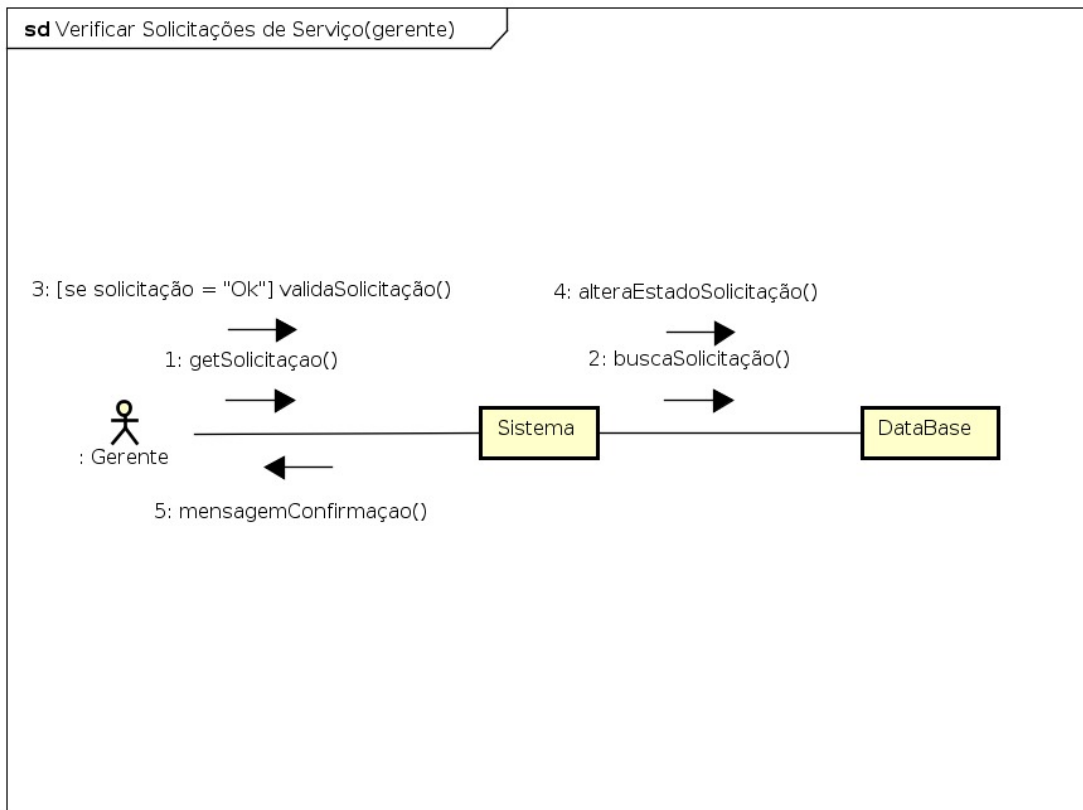 sd Verificar Solicitações de Serviço(gerente)
3: [se solicitação = "Ok"] validaSolicitação()
4: alteraEstadoSolicitação()
1: getSolicitaçao()
2: buscaSolicitação()
: Gerente
Sistema
DataBase
5: mensagemConfirmaçao()